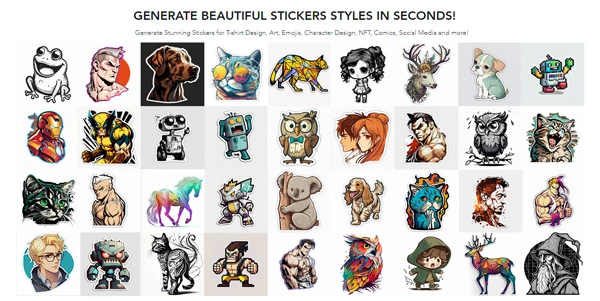 GENERATE BEAUTIFUL STICKERS STYLES IN SECONDS!
Generate Stunning Stickers for T-shirt Design, Art, Emojis, Character Design, NFT, Comics, Social Media and more!